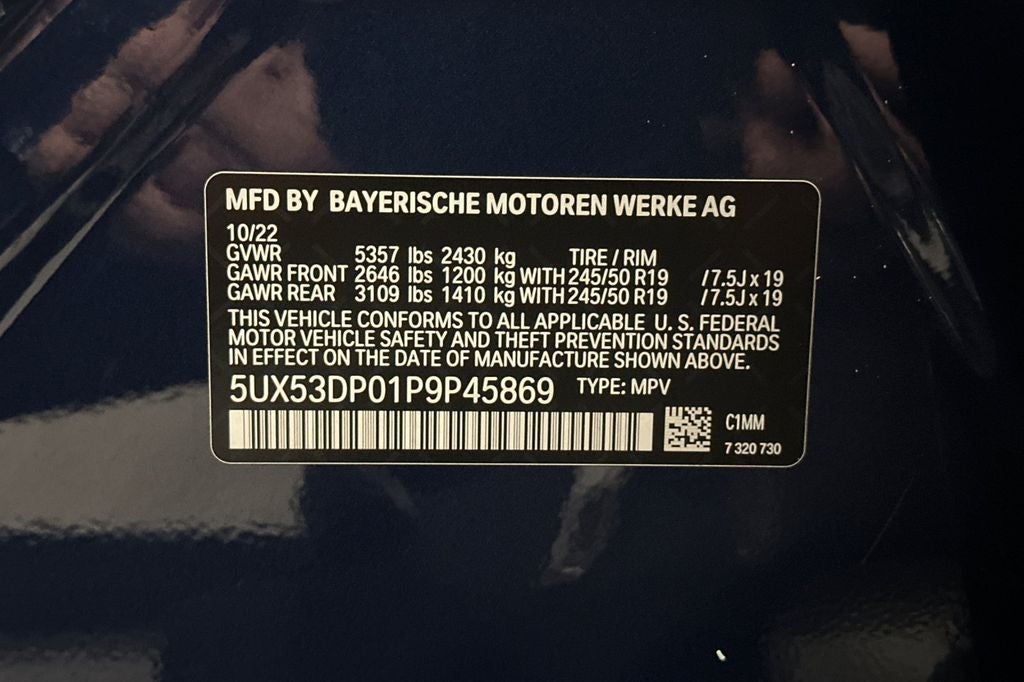 MFD BY BAYERISCHE MOTOREN WERKE AG
10/22
GVWR 5357 lbs 2430 kg TIRE / RIM
GAWR FRONT 2646 lbs 1200 kg WITH 245/50 R19 / 7.5J x 19
GAWR REAR 3109 lbs 1410 kg WITH 245/50 R19 / 7.5J x 19
THIS VEHICLE CONFORMS TO ALL APPLICABLE U. S. FEDERAL
MOTOR VEHICLE SAFETY AND THEFT PREVENTION STANDARDS
IN EFFECT ON THE DATE OF MANUFACTURE SHOWN ABOVE.
5UX53DP01P9P45869 TYPE: MPV
C1MM
7 320 730